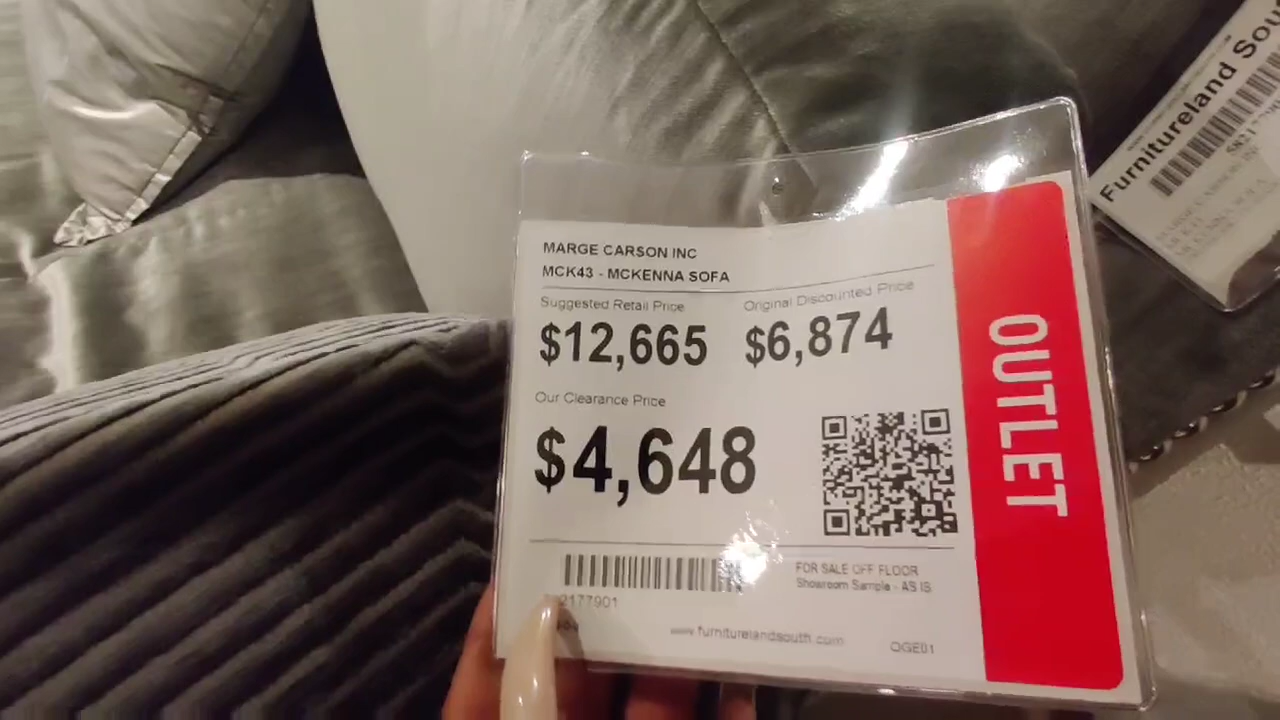 MARGE CARSON INC
MCK43 - MCKENNA SOFA
Suggested Retail Price
Original Discounted Price
$12,665
$6,874
Our Clearance Price
$4,648
OUTLET
FOR SALE OFF FLOOR
Showroom Sample - AS IS
2177901
www.furniturelandsouth.com
OGE01
Furnitureland Sou